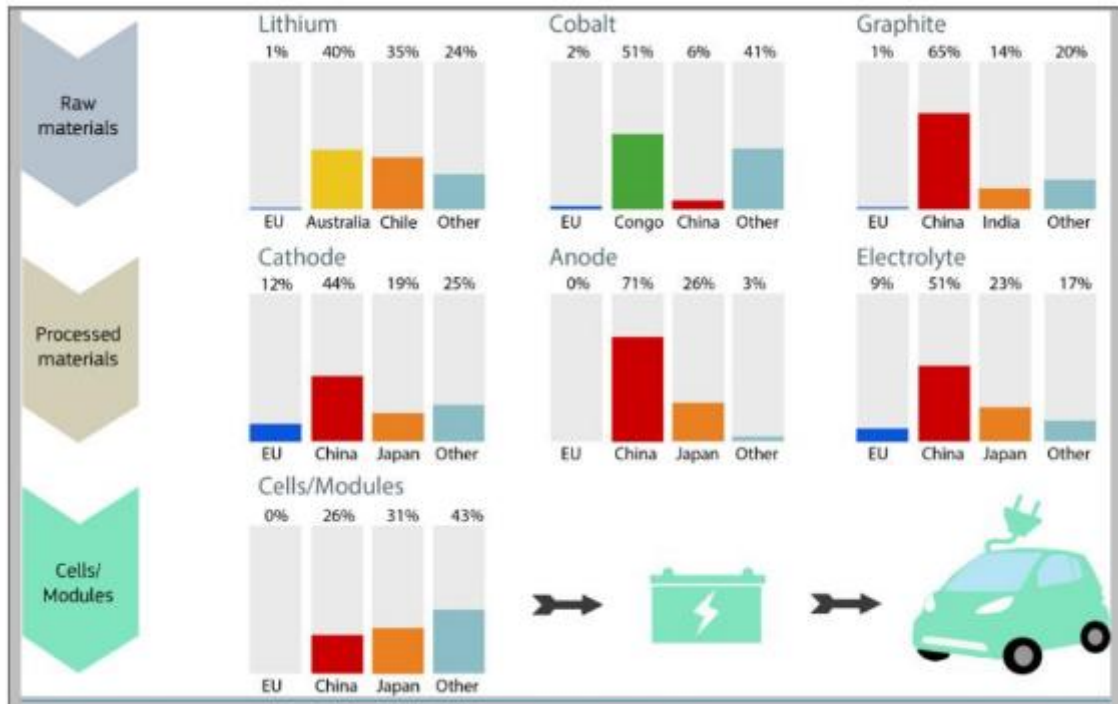 Lithium Cobalt Graphite
1% 40% 35% 24% 2% 51% 6% 41% 1% 65% 14% 20%
Raw
materials
EU Australia Chile Other EU Congo China Other EU China India Other
Cathode Anode Electrolyte
12% 44% 19% 25% 0% 71% 26% 3% 9% 51% 23% 17%
Processed
materials
EU China Japan Other EU China Japan Other EU China Japan Other
Cells/Modules
0% 26% 31% 43%
Cells/
Modules
EU China Japan Other